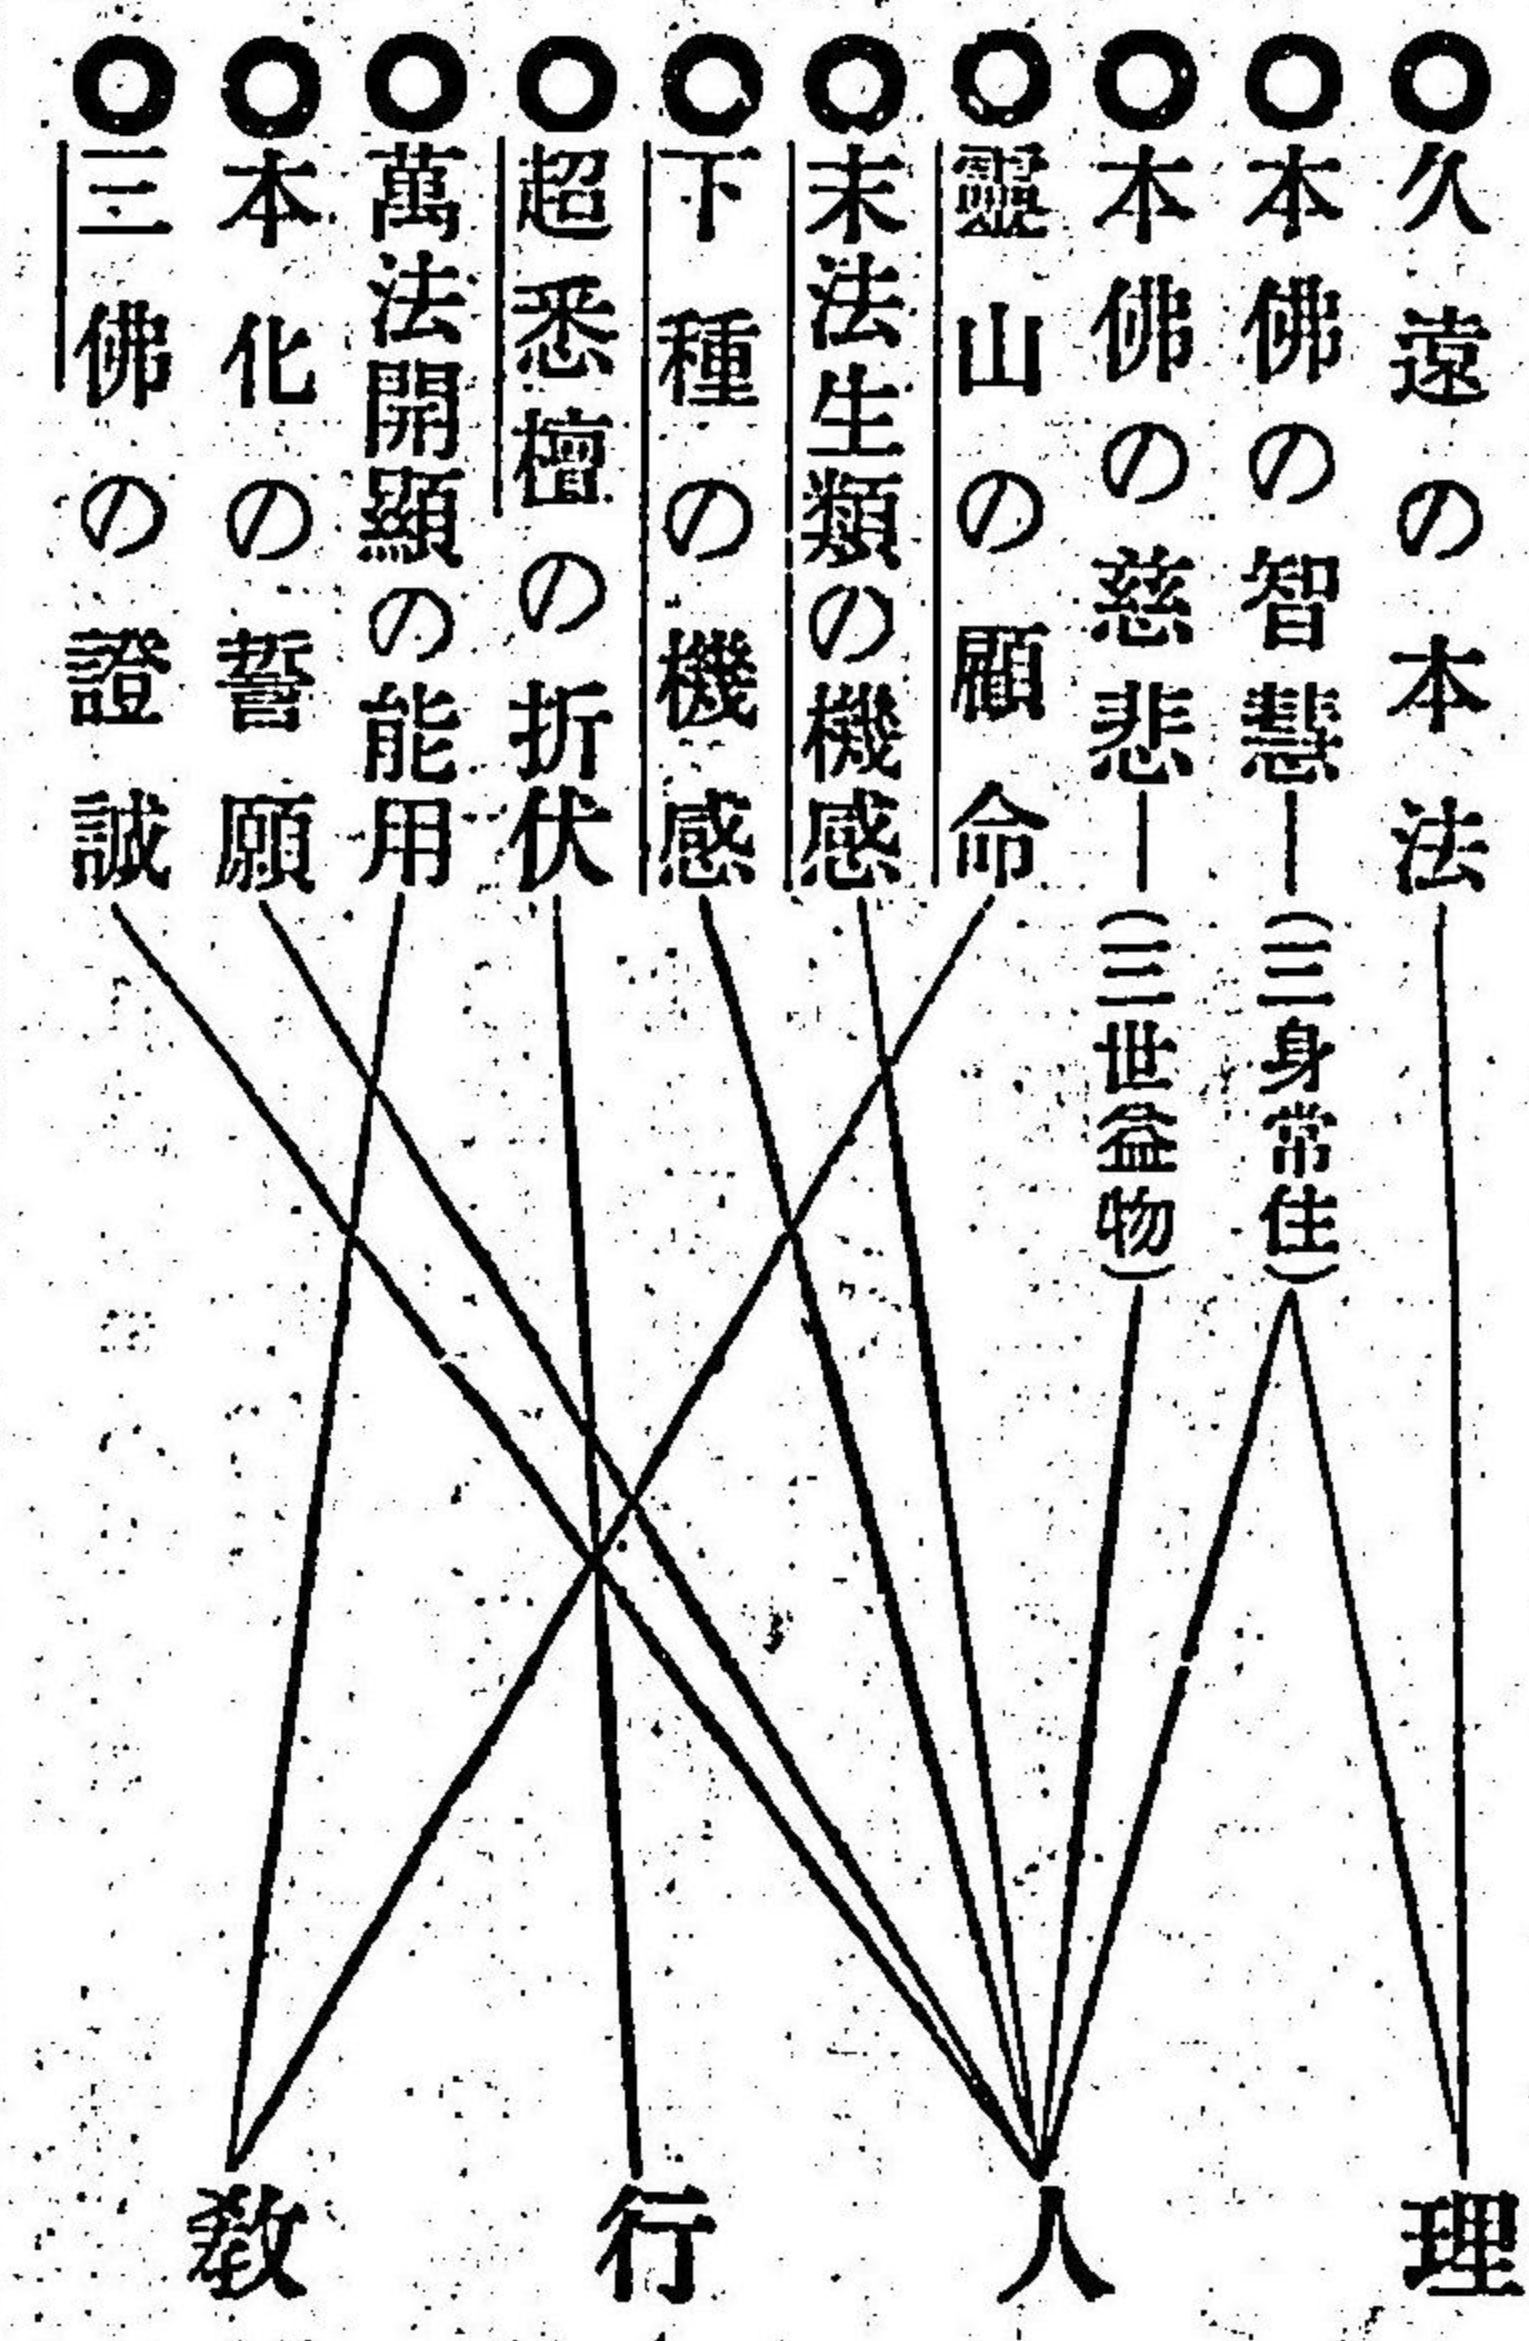 ◯久遠の本法
◯本佛の智慧―(三身常住)
◯本佛の慈悲―(三世益物)
◯靈山の顧命
◯末法生類の機感
◯下種の機感
◯超悉檀の折伏
◯萬法開顯の能用
◯本化の誓願
◯三佛の證誠
理
人
行
敎